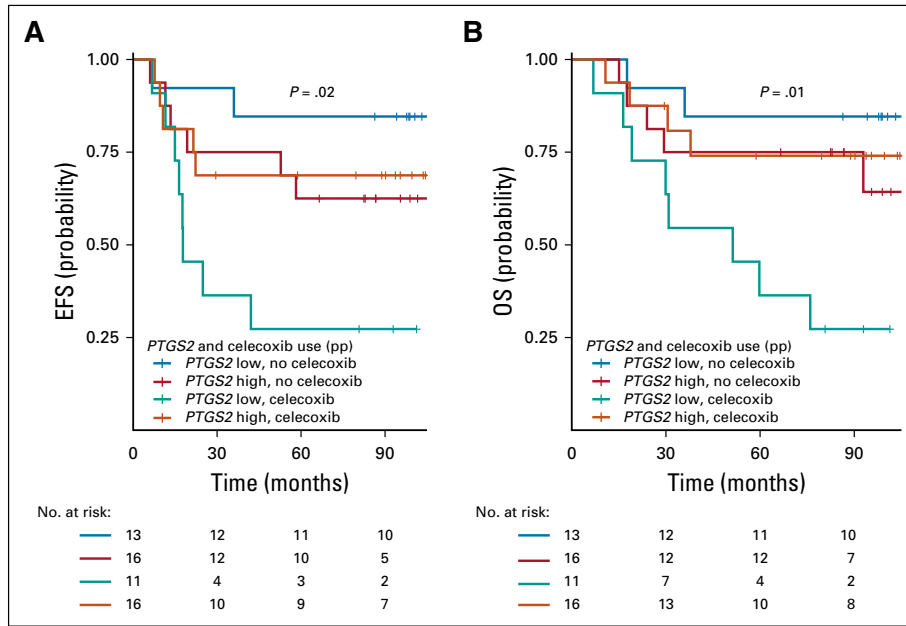 A
EFS (probability)
1.00
0.75
0.50
0.25
P = .02
PTGS2 and celecoxib use (pp)
PTGS2 low, no celecoxib
PTGS2 high, no celecoxib
PTGS2 low, celecoxib
PTGS2 high, celecoxib
0 30 60 90
Time (months)
No. at risk:
13 12 11 10
16 12 10 5
11 4 3 2
16 10 9 7
B
OS (probability)
1.00
0.75
0.50
0.25
P = .01
PTGS2 and celecoxib use (pp)
PTGS2 low, no celecoxib
PTGS2 high, no celecoxib
PTGS2 low, celecoxib
PTGS2 high, celecoxib
0 30 60 90
Time (months)
No. at risk:
13 12 11 10
16 12 12 7
11 7 4 2
16 13 10 8